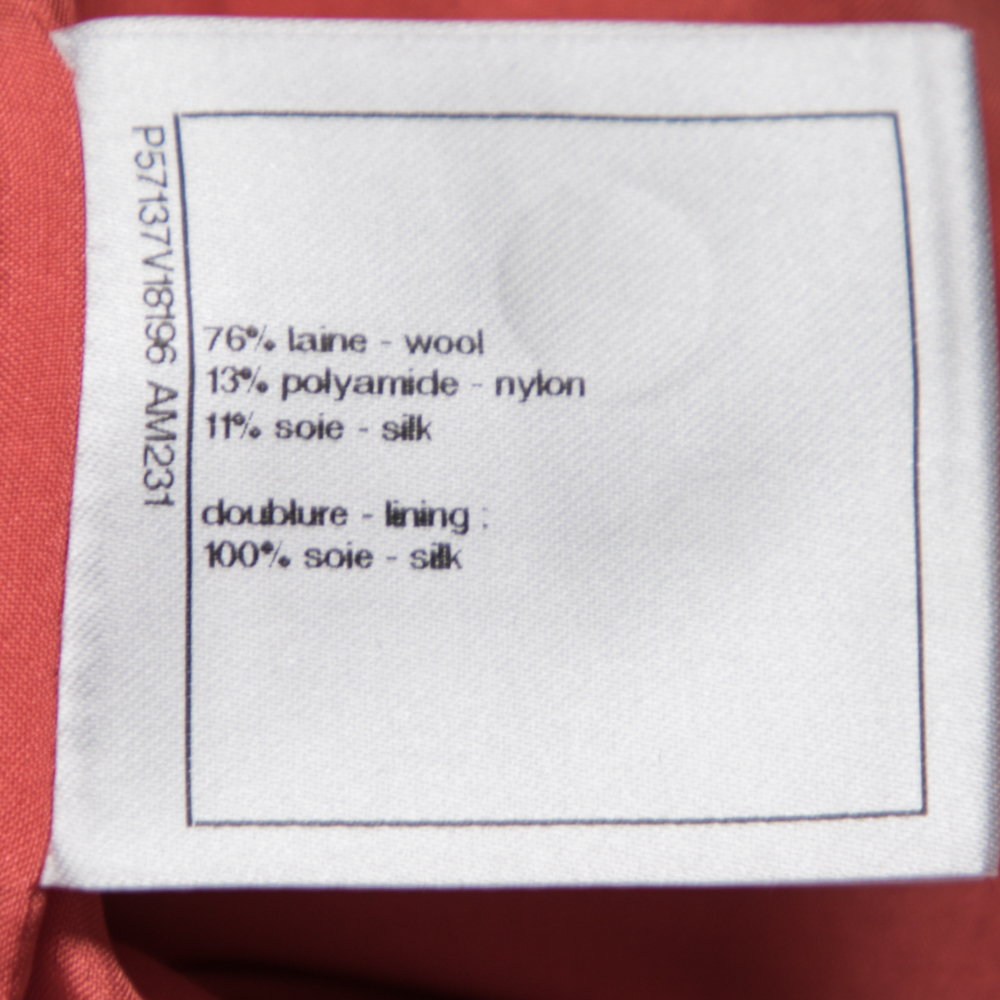 P57137V18196 AM231
76% laine - wool
13% polyamide - nylon
11% soie - silk
doublure - lining :
100% soie - silk